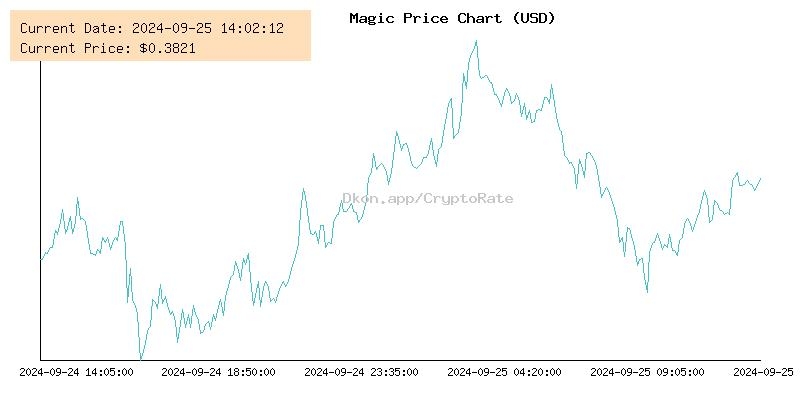 Magic Price Chart (USD)
Current Date: 2024-09-25 14:02:12
Current Price: $0.3821
Dkon.app/CryptoRate
2024-09-24 14:05:00
2024-09-24 18:50:00
2024-09-24 23:35:00
2024-09-25 04:20:00
2024-09-25 09:05:00
2024-09-25